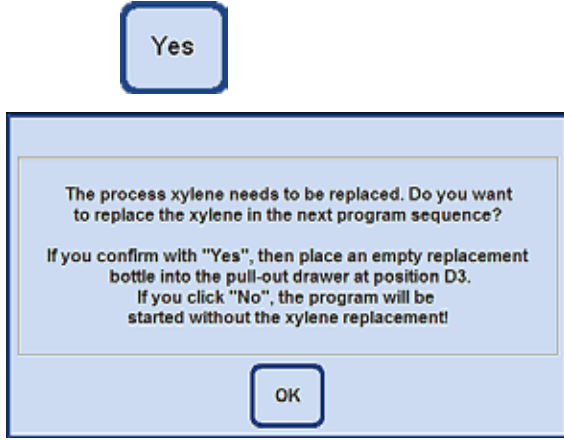 Yes
The process xylene needs to be replaced. Do you want
to replace the xylene in the next program sequence?
If you confirm with "Yes", then place an empty replacement
bottle into the pull-out drawer at position D3.
If you click "No", the program will be
started without the xylene replacement!
OK